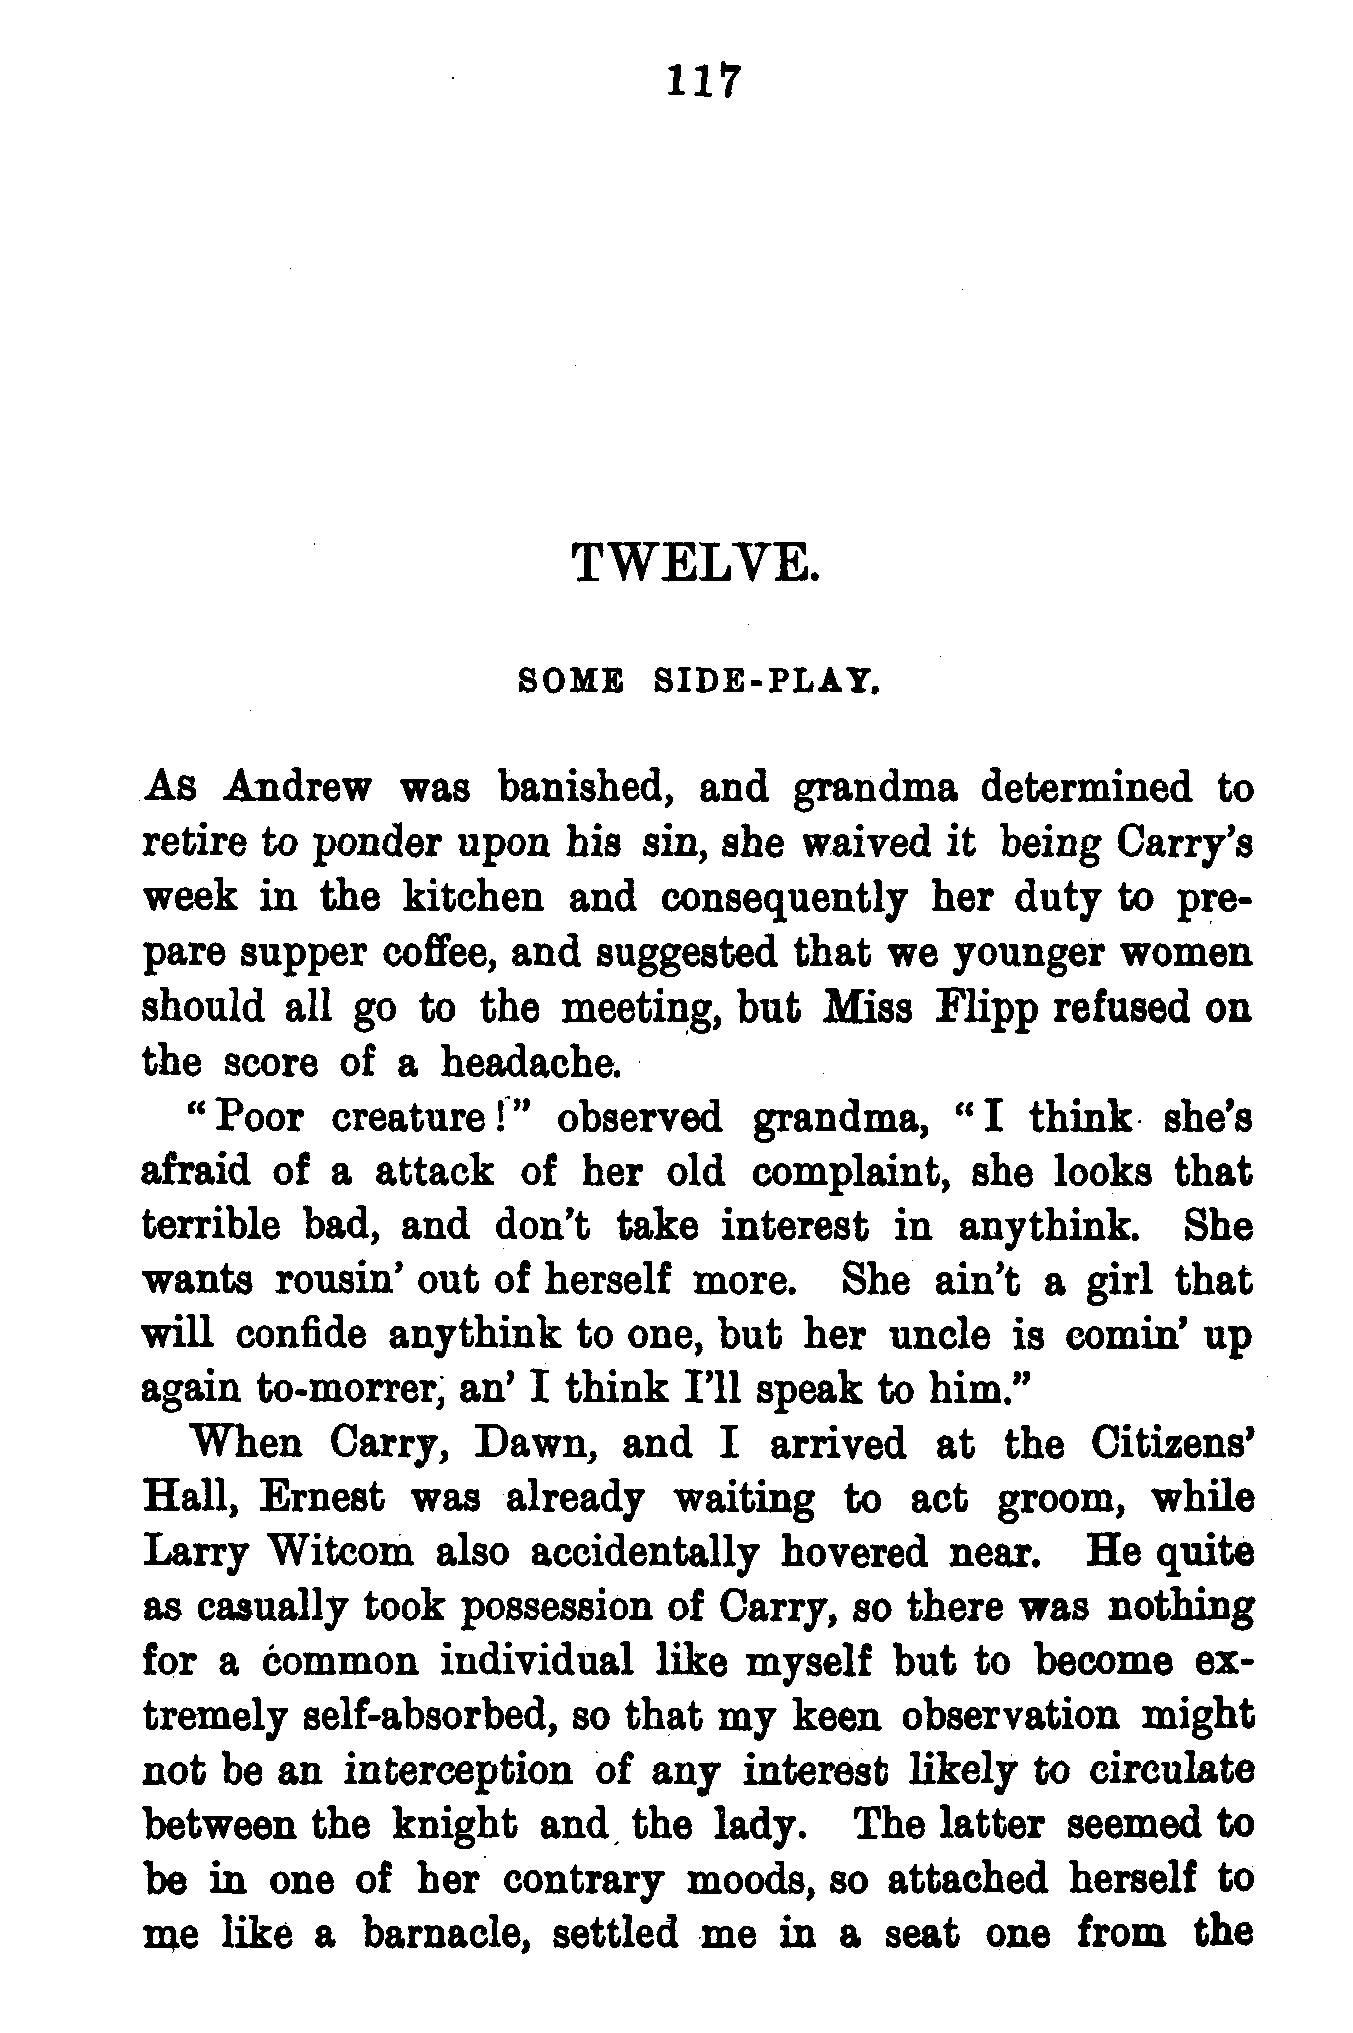 117
TWELVE.
SOME SIDE-PLAY.
As Andrew was banished, and grandma determined to
retire to ponder upon his sin, she waived it being Carry's
week in the kitchen and consequently her duty to pre-
pare supper coffee, and suggested that we younger women
should all go to the meeting, but Miss Flipp refused on
the score of a headache.
"Poor creature!" observed grandma, "I think she's
afraid of a attack of her old complaint, she looks that
terrible bad, and don't take interest in anythink. She
wants rousin' out of herself more. She ain't a girl that
will confide anythink to one, but her uncle is comin' up
again to-morrer, an' I think I'll speak to him."
When Carry, Dawn, and I arrived at the Citizens'
Hall, Ernest was already waiting to act groom, while
Larry Witcom also accidentally hovered near. He quite
as casually took possession of Carry, so there was nothing
for a common individual like myself but to become ex-
tremely self-absorbed, so that my keen observation might
not be an interception of any interest likely to circulate
between the knight and the lady. The latter seemed to
be in one of her contrary moods, so attached herself to
me like a barnacle, settled me in a seat one from the